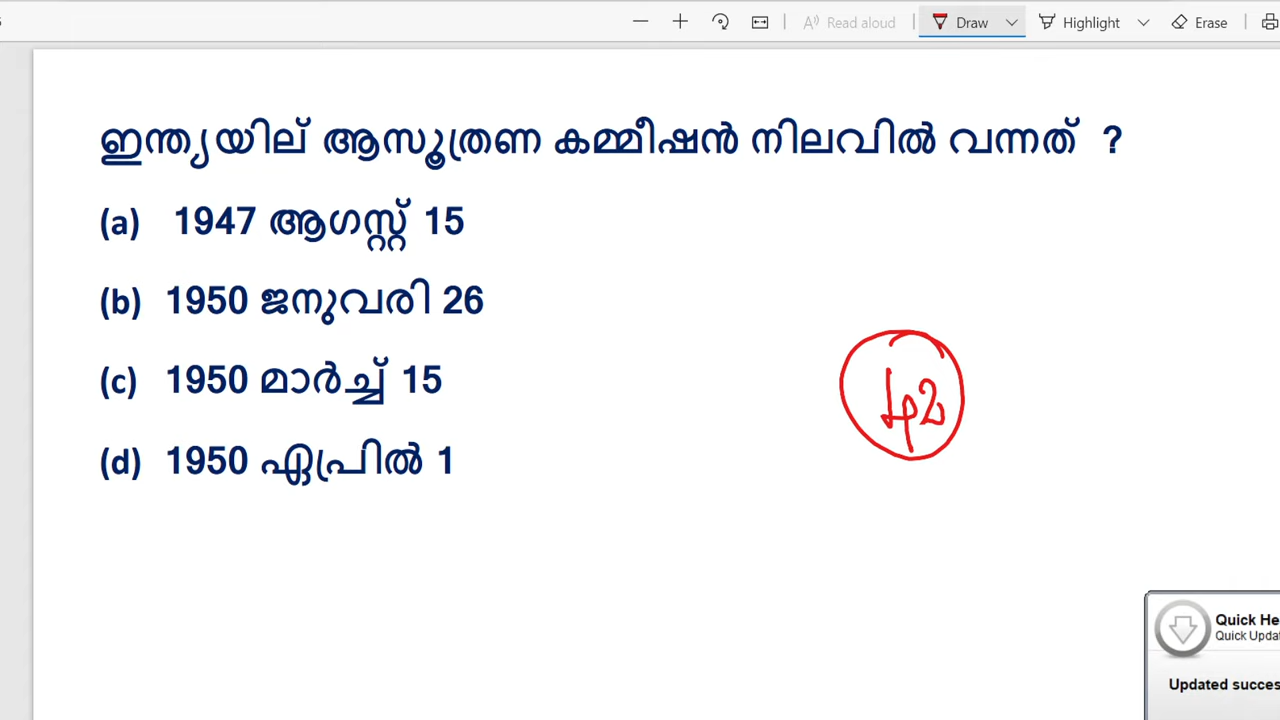 Read aloud Draw Highlight Erase
ഇന്ത്യയില് ആസൂത്രണ കമ്മീഷൻ നിലവിൽ വന്നത് ?
(a) 1947 ആഗസ്റ്റ് 15
(b) 1950 ജനുവരി 26
(c) 1950 മാർച്ച് 15
(d) 1950 ഏപ്രിൽ 1
Quick He
Quick Updat
Updated succes